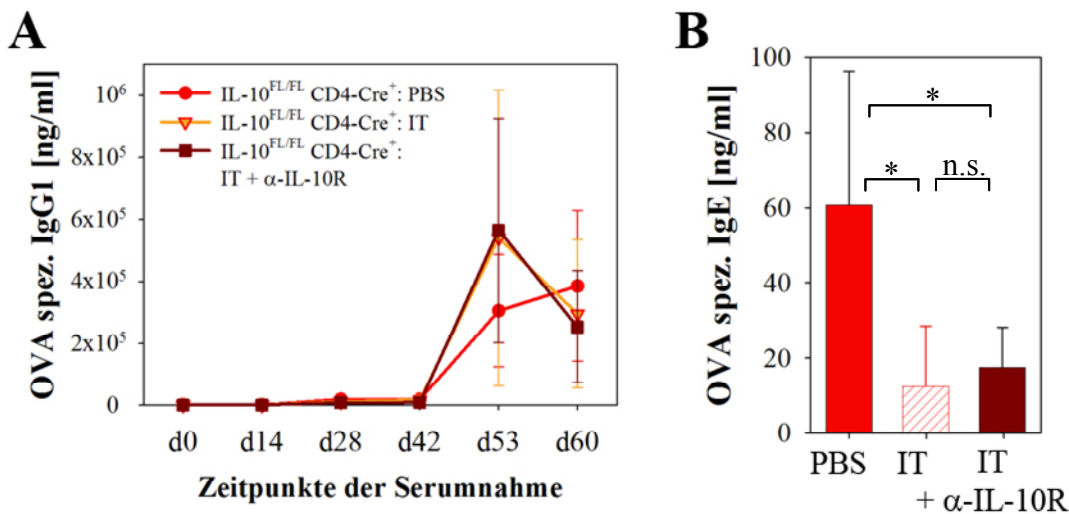 A
OVA spez. IgG1 [ng/ml]
10⁶
8x10⁵
6x10⁵
4x10⁵
2x10⁵
0
IL-10ᶠᴸ/ᶠᴸ CD4-Cre⁺: PBS
IL-10ᶠᴸ/ᶠᴸ CD4-Cre⁺: IT
IL-10ᶠᴸ/ᶠᴸ CD4-Cre⁺:
IT + α-IL-10R
d0 d14 d28 d42 d53 d60
Zeitpunkte der Serumnahme
B
OVA spez. IgE [ng/ml]
100
80
60
40
20
0
*
* n.s.
PBS IT IT
+ α-IL-10R